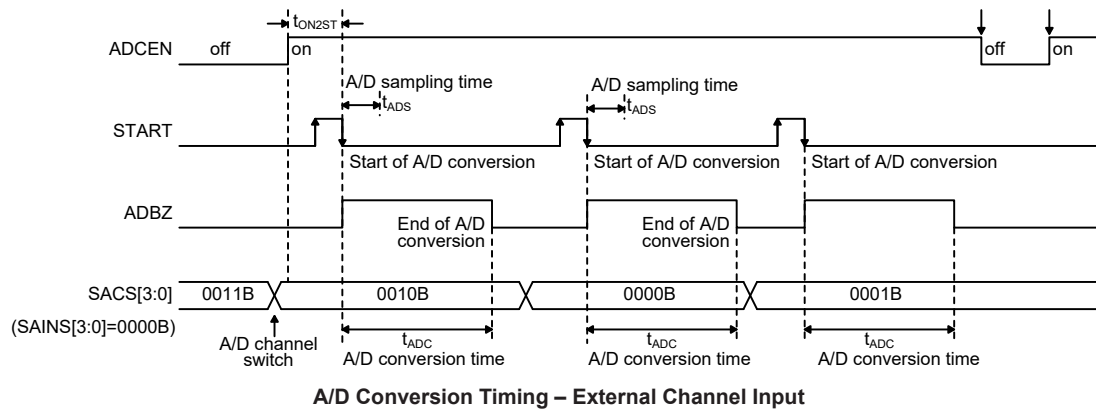 tON2ST
ADCEN off on off on
A/D sampling time A/D sampling time
tADS tADS
START
Start of A/D conversion Start of A/D conversion Start of A/D conversion
ADBZ
End of A/D conversion End of A/D conversion
SACS[3:0] 0011B 0010B 0000B 0001B
(SAINS[3:0]=0000B)
A/D channel switch
tADC tADC tADC
A/D conversion time A/D conversion time A/D conversion time
A/D Conversion Timing – External Channel Input